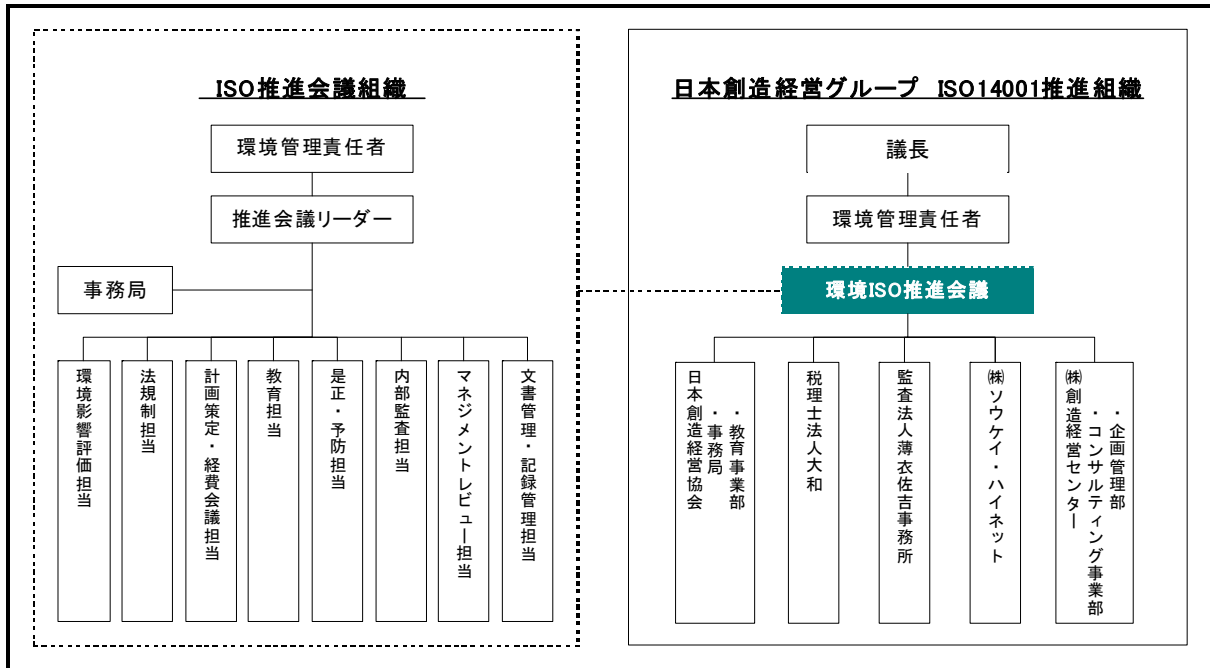 ISO推進会議組織
環境管理責任者
推進会議リーダー
事務局
環境影響評価担当
法規制担当
計画策定・経費会議担当
教育担当
是正・予防担当
内部監査担当
マネジメントレビュー担当
文書管理・記録管理担当
日本創造経営グループ ISO14001推進組織
議長
環境管理責任者
環境ISO推進会議
・教育事業部
・事務局
日本創造経営協会
税理士法人大和
監査法人薄衣佐吉事務所
㈱ソウケイ・ハイネット
・企画管理部
・コンサルティング事業部
㈱創造経営センター